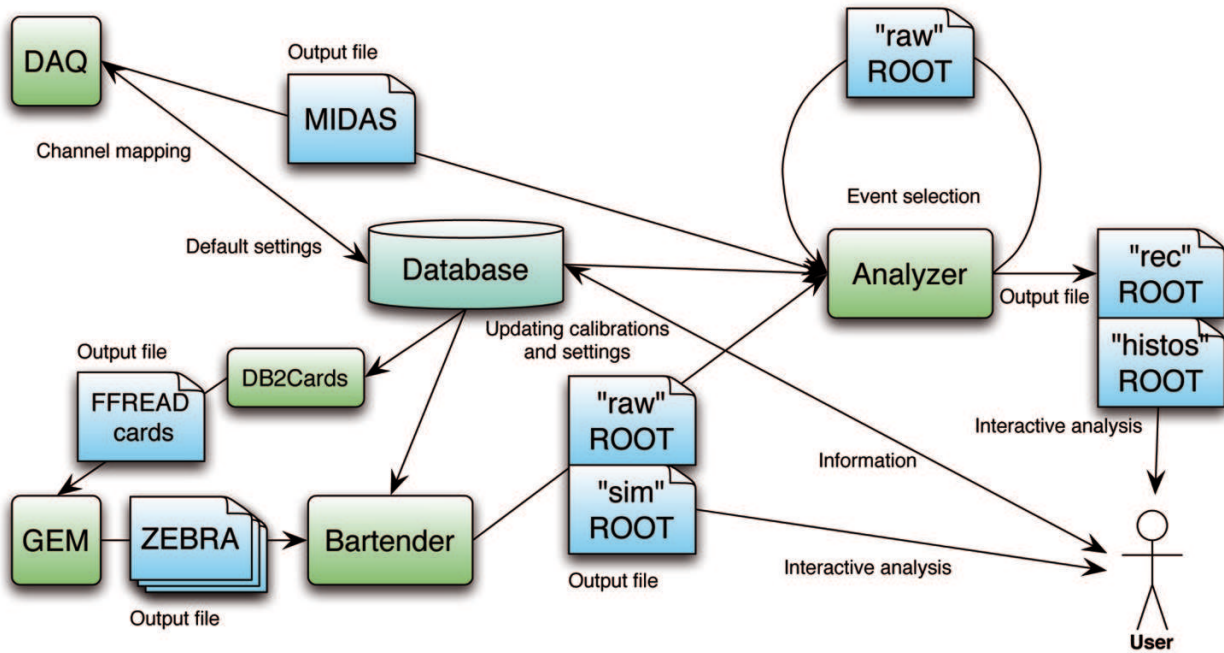 "raw"
ROOT
DAQ
Output file
MIDAS
Channel mapping
Event selection
Default settings
Database
Analyzer
"rec"
ROOT
Output file
Updating calibrations
and settings
"histos"
ROOT
Output file
DB2Cards
FFREAD
cards
"raw"
ROOT
Interactive analysis
Information
"sim"
ROOT
GEM
ZEBRA
Bartender
Output file
Interactive analysis
Output file
User